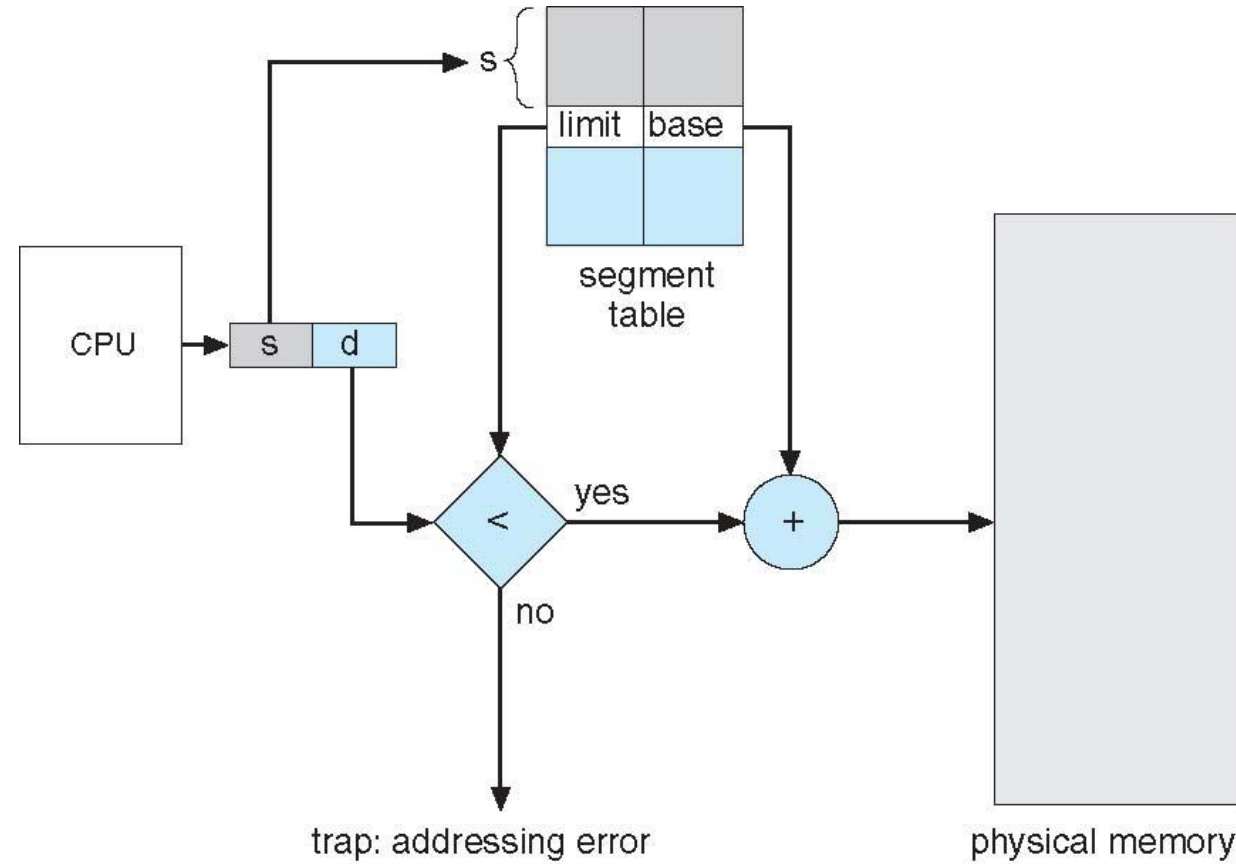 s
limit base
segment
table
CPU
s d
<
yes
+
no
trap: addressing error
physical memory